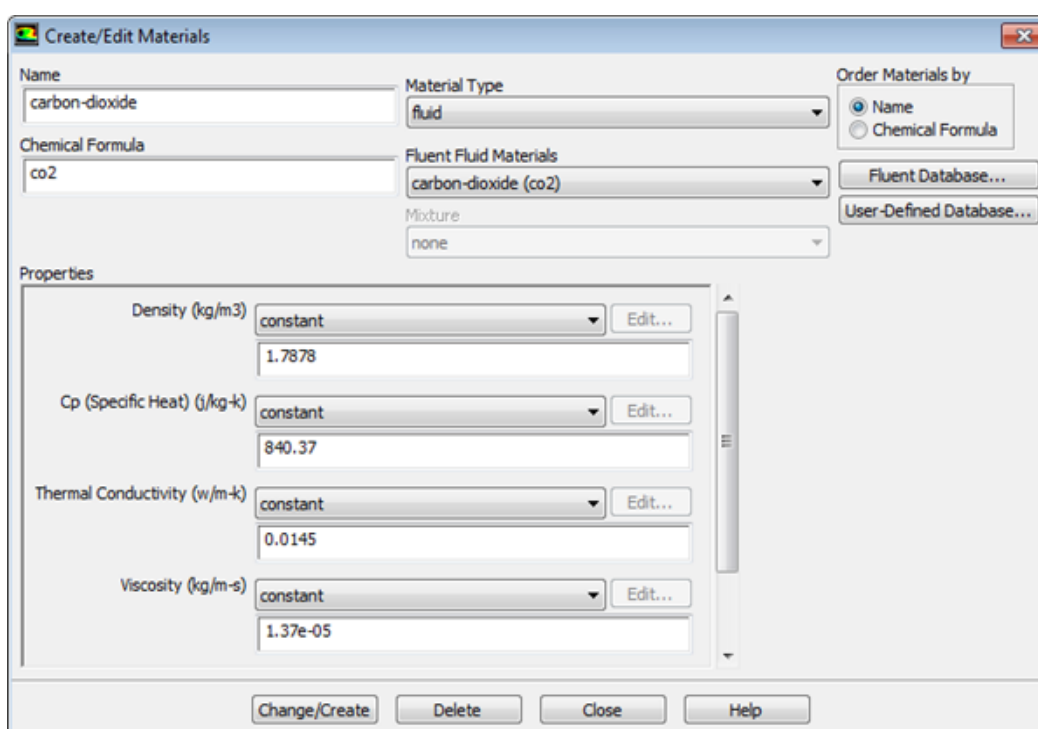 Create/Edit Materials
Name
carbon-dioxide
Chemical Formula
co2
Material Type
fluid
Fluent Fluid Materials
carbon-dioxide (co2)
Mixture
none
Order Materials by
Name
Chemical Formula
Fluent Database...
User-Defined Database...
Properties
Density (kg/m3) constant Edit...
1.7878
Cp (Specific Heat) (j/kg-k) constant Edit...
840.37
Thermal Conductivity (w/m-k) constant Edit...
0.0145
Viscosity (kg/m-s) constant Edit...
1.37e-05
Change/Create Delete Close Help